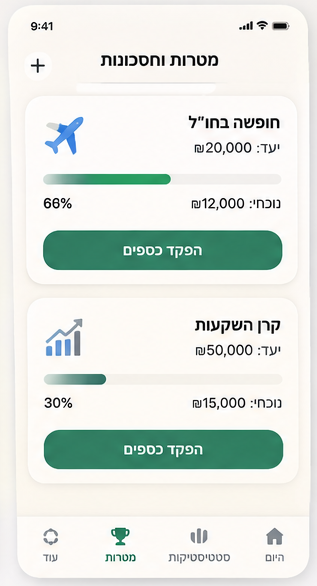 9:41
מטרות וחסכונות
חופשה בחו"ל
יעד: 20,000₪
נוכחי: 12,000₪
66%
הפקד כספים
קרן השקעות
יעד: 50,000₪
נוכחי: 15,000₪
30%
הפקד כספים
היום
סטטיסטיקות
מטרות
עוד